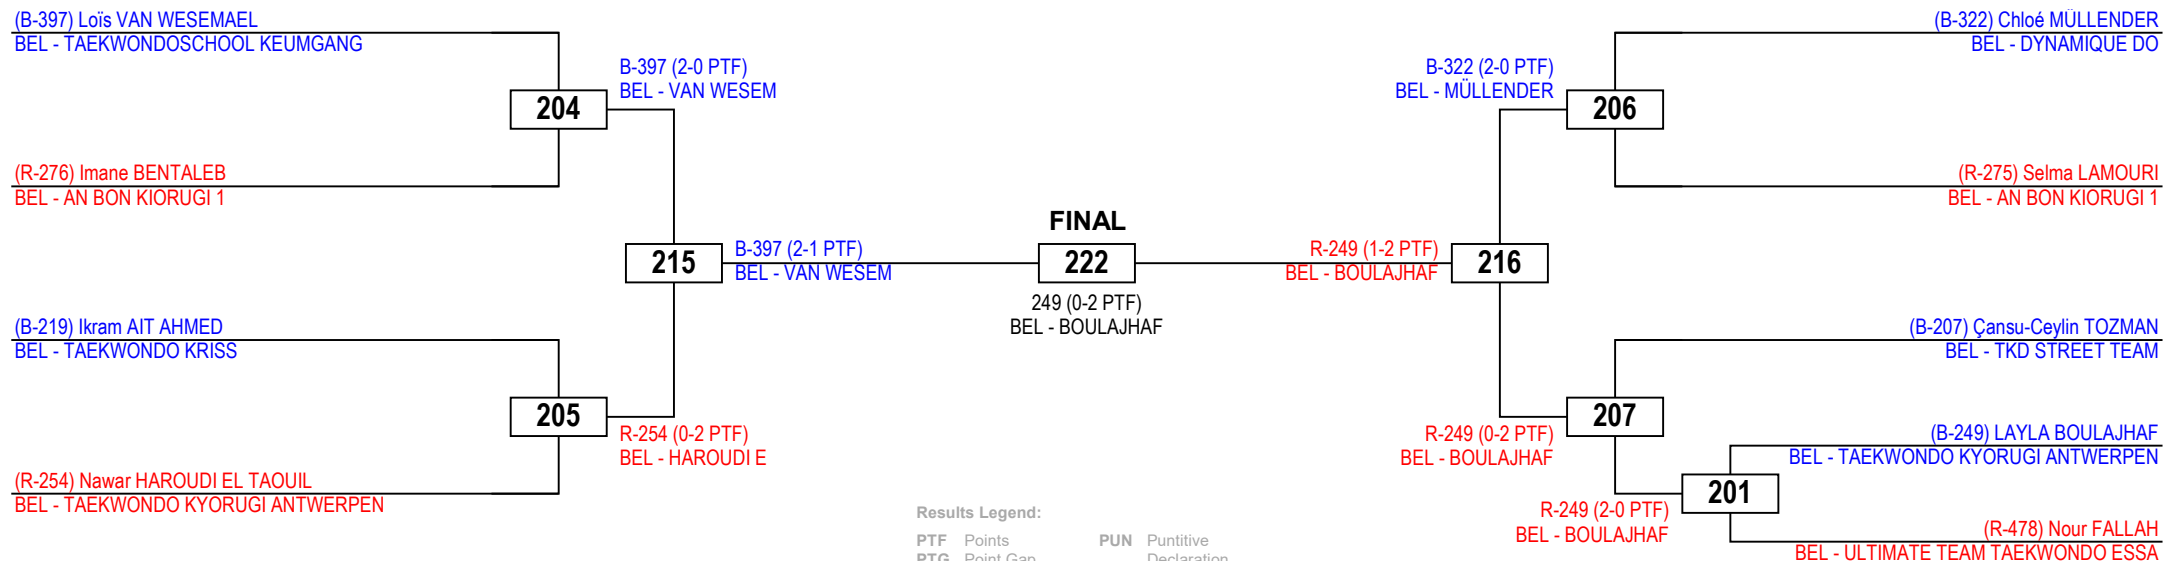 (B-397) Loïs VAN WESEMAEL
BEL - TAEKWONDOSCHOOL KEUMGANG
B-397 (2-0 PTF)
BEL - VAN WESEM
204
(R-276) Imane BENTALEB
BEL - AN BON KIORUGI 1
215
B-397 (2-1 PTF)
BEL - VAN WESEM
(B-219) Ikram AIT AHMED
BEL - TAEKWONDO KRISS
205
R-254 (0-2 PTF)
BEL - HAROUDI E
(R-254) Nawar HAROUDI EL TAOUIL
BEL - TAEKWONDO KYORUGI ANTWERPEN
FINAL
222
249 (0-2 PTF)
BEL - BOULAJHAF
(B-322) Chloé MÜLLENDER
BEL - DYNAMIQUE DO
B-322 (2-0 PTF)
BEL - MÜLLENDER
206
(R-275) Selma LAMOURI
BEL - AN BON KIORUGI 1
R-249 (1-2 PTF)
BEL - BOULAJHAF
216
(B-207) Çansu-Ceylin TOZMAN
BEL - TKD STREET TEAM
207
R-249 (0-2 PTF)
BEL - BOULAJHAF
(B-249) LAYLA BOULAJHAF
BEL - TAEKWONDO KYORUGI ANTWERPEN
201
R-249 (2-0 PTF)
BEL - BOULAJHAF
(R-478) Nour FALLAH
BEL - ULTIMATE TEAM TAEKWONDO ESSA
Results Legend:
PTF Points PUN Puntitive
PTG Point Gap Declaration